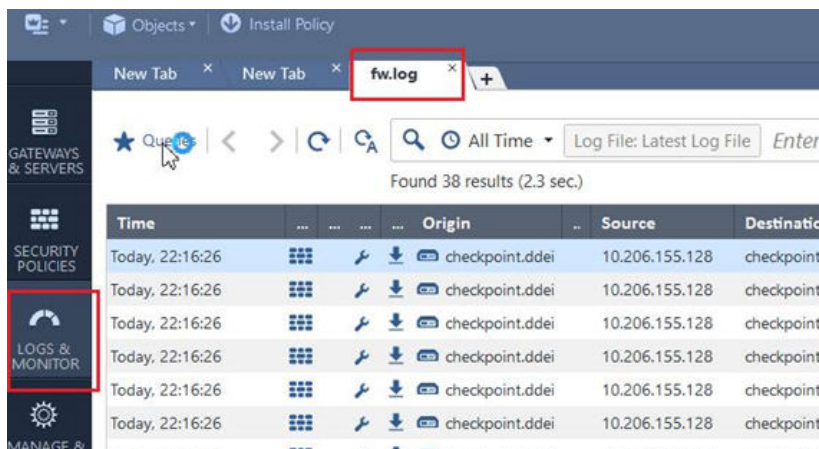 Objects Install Policy
New Tab × New Tab × fw.log × +
GATEWAYS
& SERVERS
Queries All Time Log File: Latest Log File Enter
Found 38 results (2.3 sec.)
Time ... ... ... ... Origin .. Source Destinatio
SECURITY
POLICIES
Today, 22:16:26 checkpoint.ddei 10.206.155.128 checkpoint
Today, 22:16:26 checkpoint.ddei 10.206.155.128 checkpoint
LOGS &
MONITOR
Today, 22:16:26 checkpoint.ddei 10.206.155.128 checkpoint
Today, 22:16:26 checkpoint.ddei 10.206.155.128 checkpoint
Today, 22:16:26 checkpoint.ddei 10.206.155.128 checkpoint
Today, 22:16:26 checkpoint.ddei 10.206.155.128 checkpoint
MANAGE &